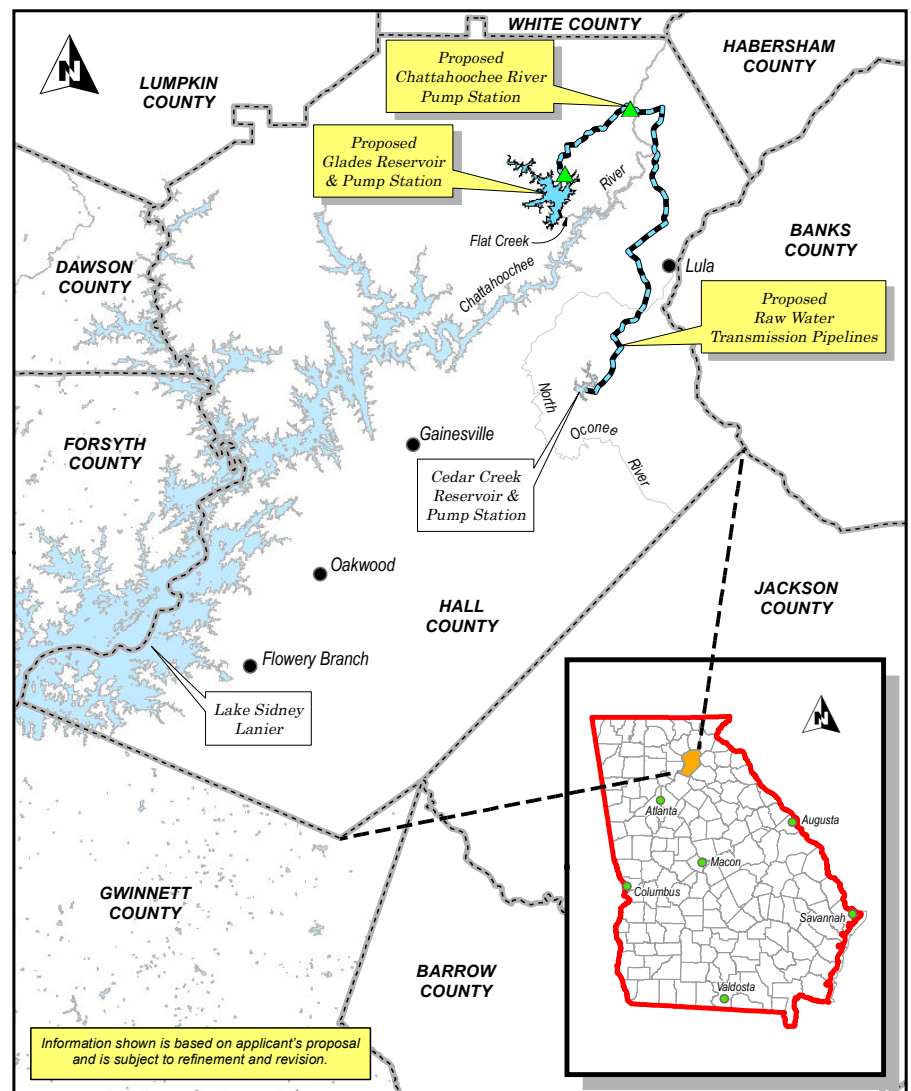 WHITE COUNTY
N
LUMPKIN
COUNTY
Proposed
Chattahoochee River
Pump Station
HABERSHAM
COUNTY
Proposed
Glades Reservoir
& Pump Station
River
Flat Creek
Chattahoochee
BANKS
COUNTY
DAWSON
COUNTY
Lula
Proposed
Raw Water
Transmission Pipelines
North
Oconee
River
FORSYTH
COUNTY
Gainesville
Cedar Creek
Reservoir &
Pump Station
Oakwood
HALL
COUNTY
JACKSON
COUNTY
Flowery Branch
Lake Sidney
Lanier
N
Atlanta
Augusta
Macon
Columbus
Savannah
Valdosta
GWINNETT
COUNTY
BARROW
COUNTY
Information shown is based on applicant's proposal
and is subject to refinement and revision.